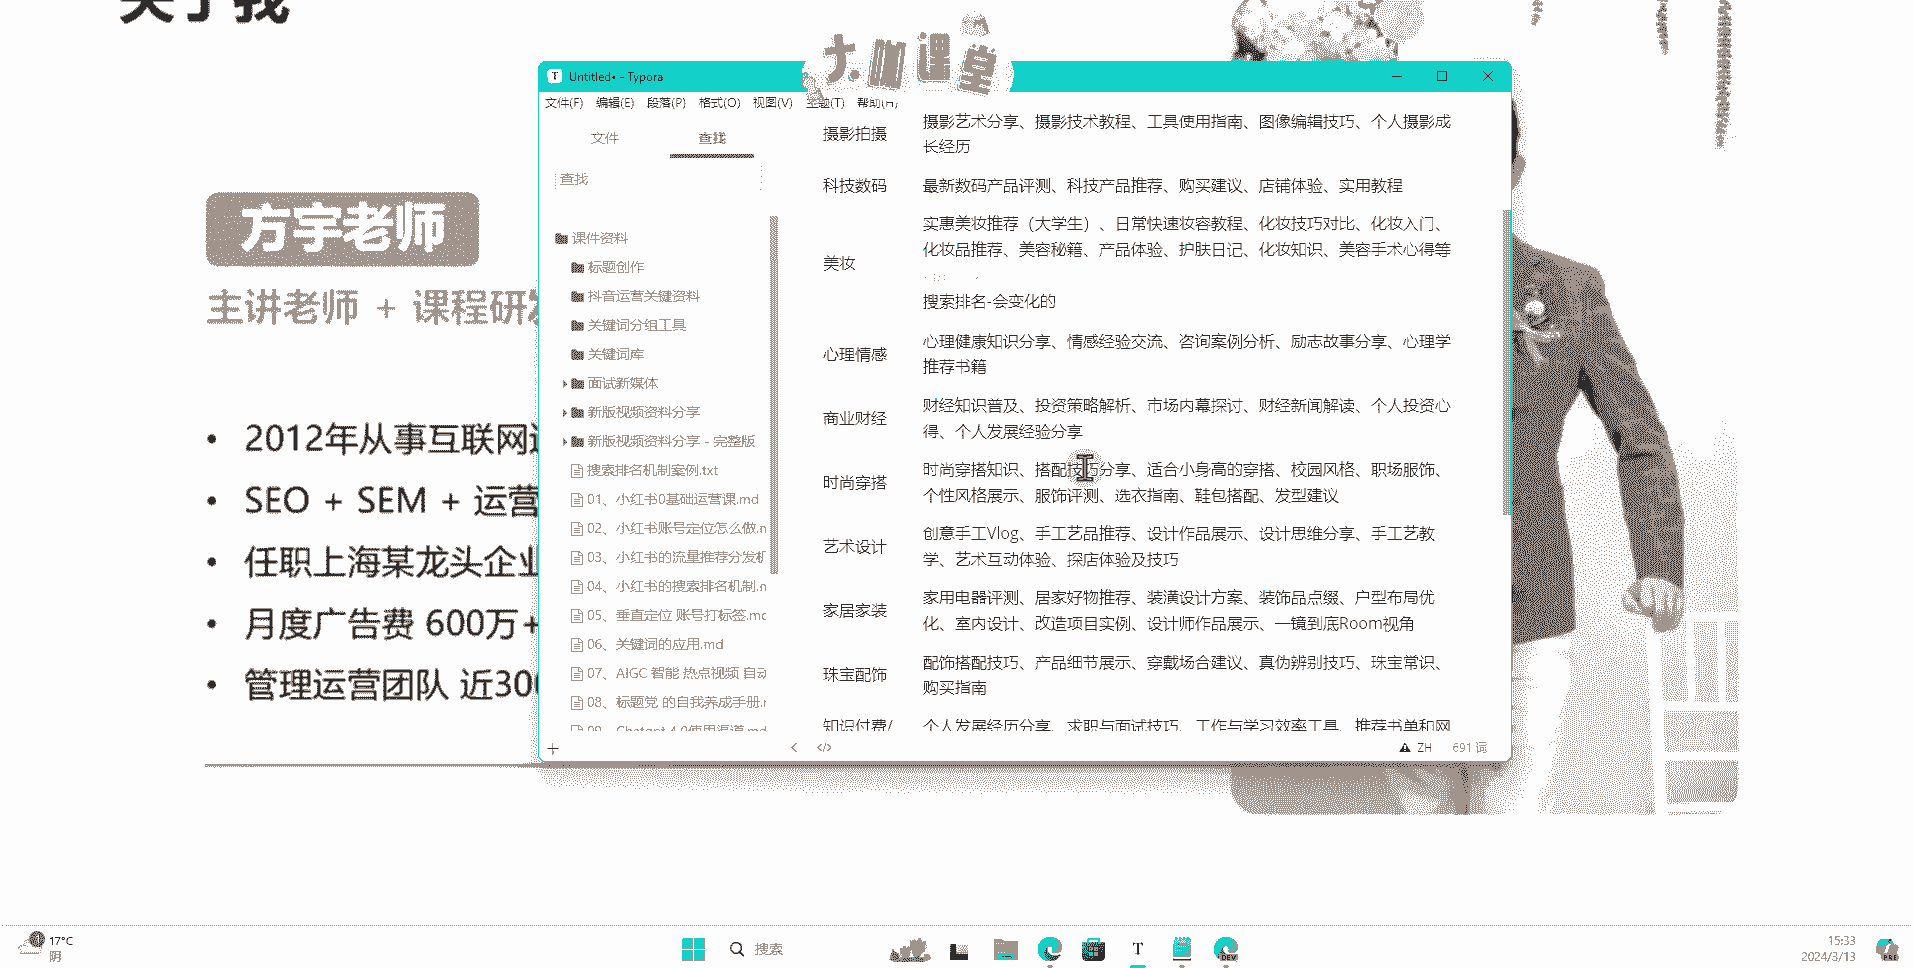 关于我
大咖课堂
Untitled• - Typora
文件(F) 编辑(E) 段落(P) 格式(O) 视图(V) 主题(T) 帮助(H)
文件 查找
查找
课件资料
标题创作
抖音运营关键资料
关键词分组工具
关键词库
面试新媒体
新版视频资料分享
新版视频资料分享 - 完整版
搜索排名机制案例.txt
01、小红书0基础运营课.md
02、小红书账号定位怎么做.n
03、小红书的流量推荐分发机
04、小红书的搜索排名机制.n
05、垂直定位 账号打标签.mc
06、关键词的应用.md
07、AIGC 智能 热点视频 自动
08、标题党 的自我养成手册.r
09、Chatgpt 4.0使用渠道.md
摄影拍摄 摄影艺术分享、摄影技术教程、工具使用指南、图像编辑技巧、个人摄影成
长经历
科技数码 最新数码产品评测、科技产品推荐、购买建议、店铺体验、实用教程
美妆 实惠美妆推荐（大学生）、日常快速妆容教程、化妆技巧对比、化妆入门、
化妆品推荐、美容秘籍、产品体验、护肤日记、化妆知识、美容手术心得等
搜索排名-会变化的
心理情感 心理健康知识分享、情感经验交流、咨询案例分析、励志故事分享、心理学
推荐书籍
商业财经 财经知识普及、投资策略解析、市场内幕探讨、财经新闻解读、个人投资心
得、个人发展经验分享
时尚穿搭 时尚穿搭知识、搭配技巧分享、适合小身高的穿搭、校园风格、职场服饰、
个性风格展示、服饰评测、选衣指南、鞋包搭配、发型建议
艺术设计 创意手工Vlog、手工艺品推荐、设计作品展示、设计思维分享、手工艺教
学、艺术互动体验、探店体验及技巧
家居家装 家用电器评测、居家好物推荐、装潢设计方案、装饰品点缀、户型布局优
化、室内设计、改造项目实例、设计师作品展示、一镜到底Room视角
珠宝配饰 配饰搭配技巧、产品细节展示、穿戴场合建议、真伪辨别技巧、珠宝常识、
购买指南
知识付费/ 个人发展经历分享、求职与面试技巧、工作与学习效率工具、推荐书单和网
ZH 691 词
方宇老师
主讲老师 + 课程研发
• 2012年从事互联网
• SEO + SEM + 运营
• 任职上海某龙头企业
• 月度广告费 600万+
• 管理运营团队 近300
17°C
阴
搜索
DEV
15:33
2024/3/13
PRE